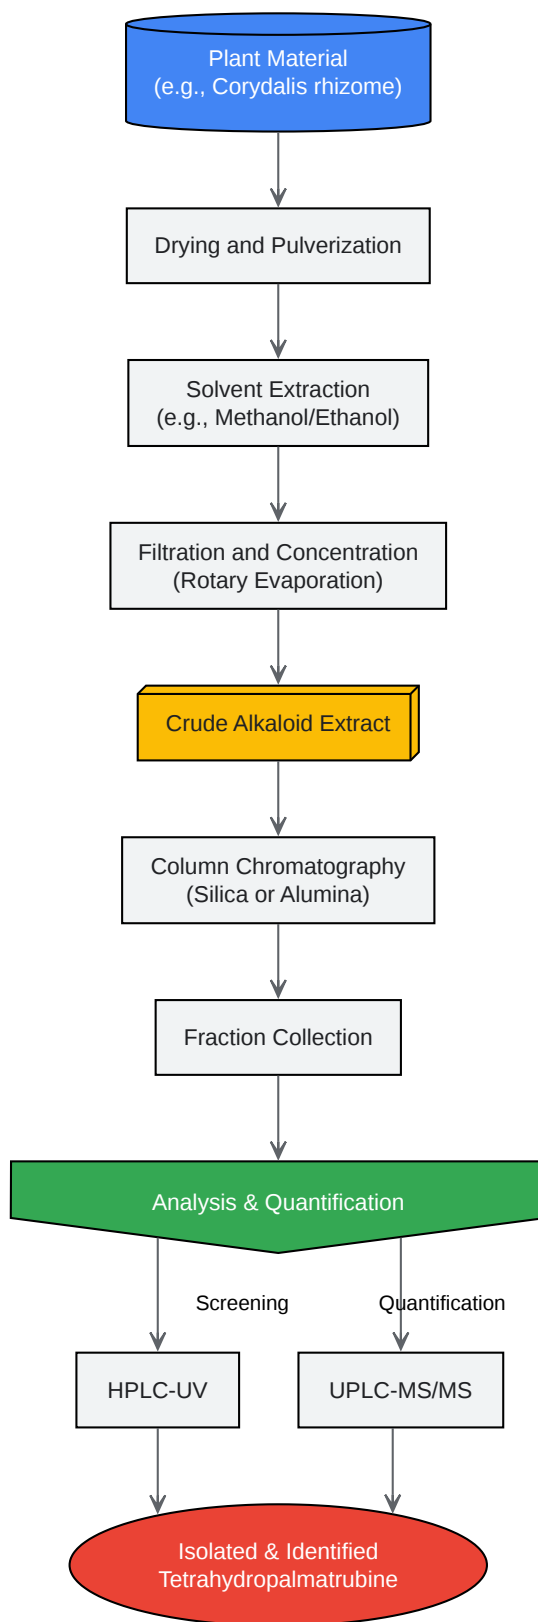 Plant Material
(e.g., Corydalis rhizome)
Drying and Pulverization
Solvent Extraction
(e.g., Methanol/Ethanol)
Filtration and Concentration
(Rotary Evaporation)
Crude Alkaloid Extract
Column Chromatography
(Silica or Alumina)
Fraction Collection
Analysis & Quantification
Screening
Quantification
HPLC-UV
UPLC-MS/MS
Isolated & Identified
Tetrahydropalmatrubine